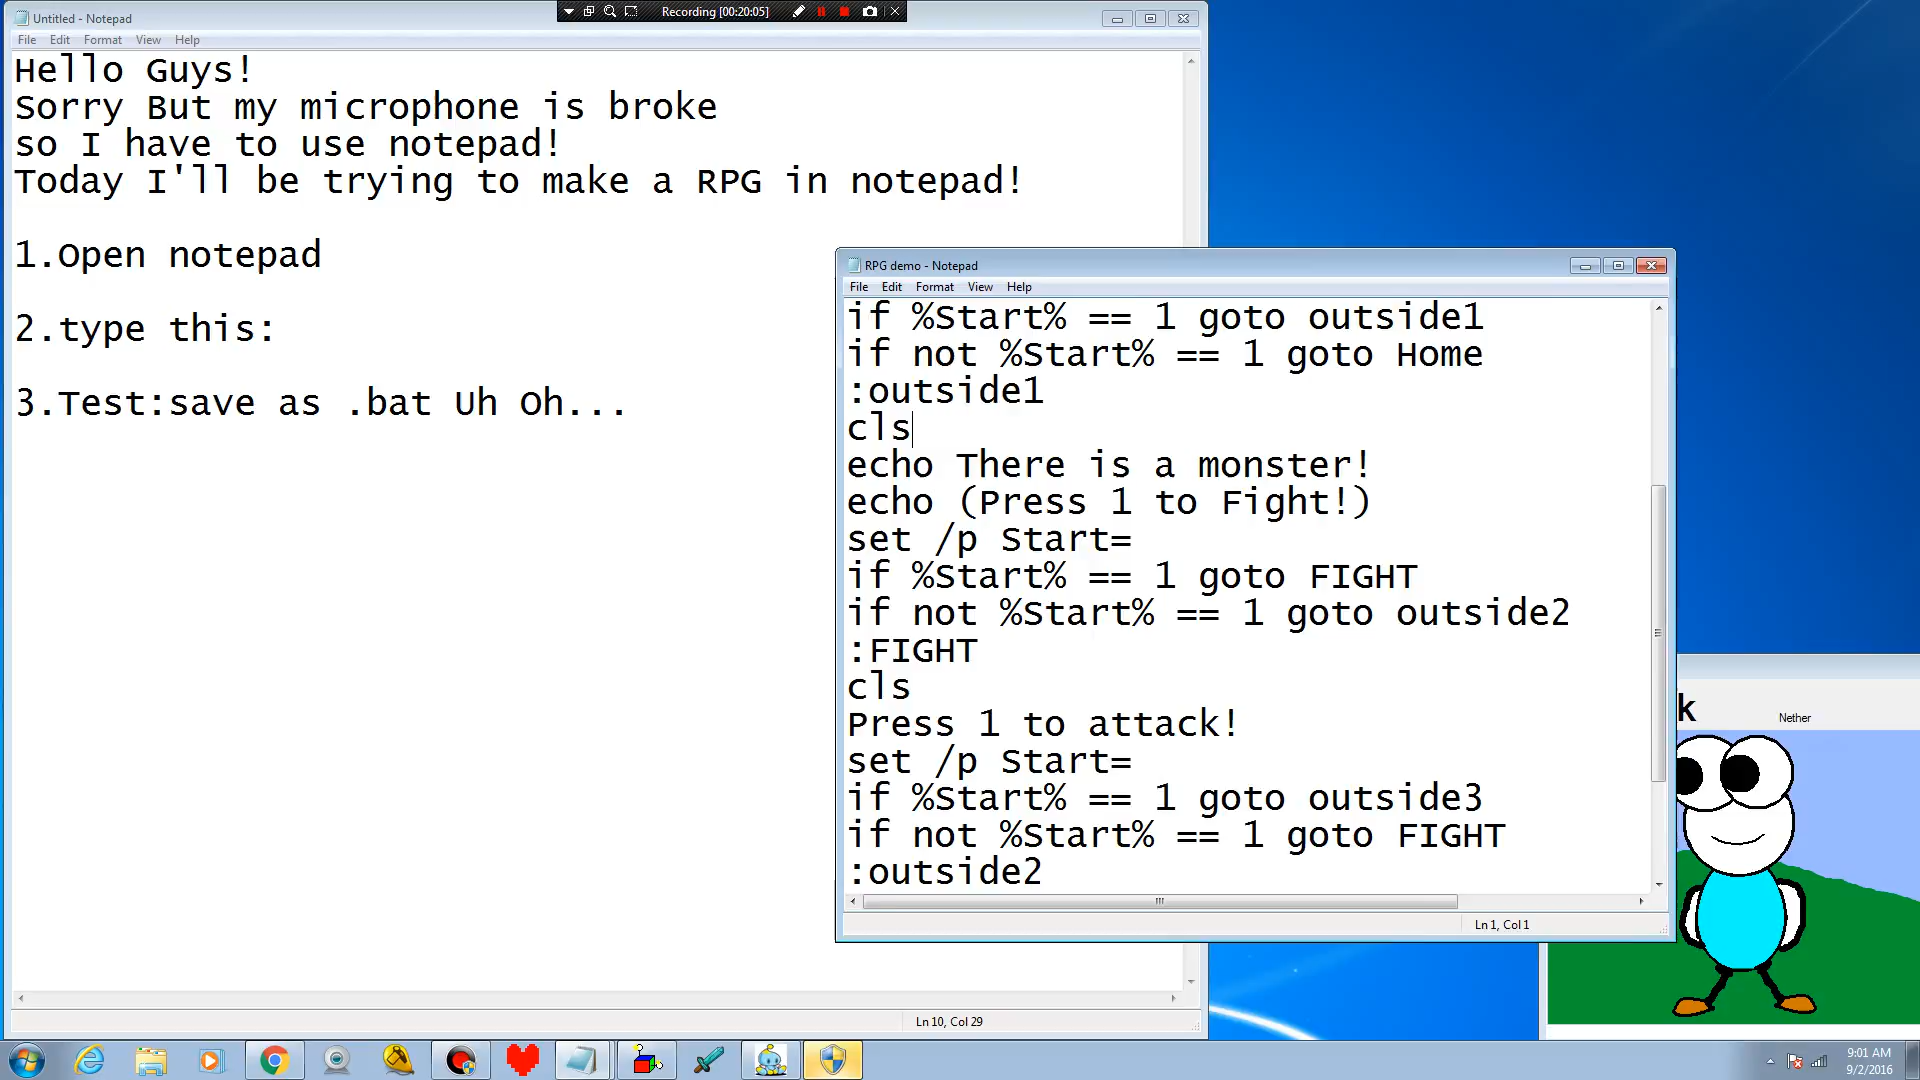 Untitled - Notepad
Recording [00:20:05]
File Edit Format View Help
Hello Guys!
Sorry But my microphone is broke
so I have to use notepad!
Today I'll be trying to make a RPG in notepad!
1.Open notepad
2.type this:
3.Test:save as .bat Uh Oh...
Ln 10, Col 29
RPG demo - Notepad
File Edit Format View Help
if %Start% == 1 goto outside1
if not %Start% == 1 goto Home
:outside1
cls
echo There is a monster!
echo (Press 1 to Fight!)
set /p Start=
if %Start% == 1 goto FIGHT
if not %Start% == 1 goto outside2
:FIGHT
cls
Press 1 to attack!
set /p Start=
if %Start% == 1 goto outside3
if not %Start% == 1 goto FIGHT
:outside2
Ln 1, Col 1
k
Nether
9:01 AM
9/2/2016